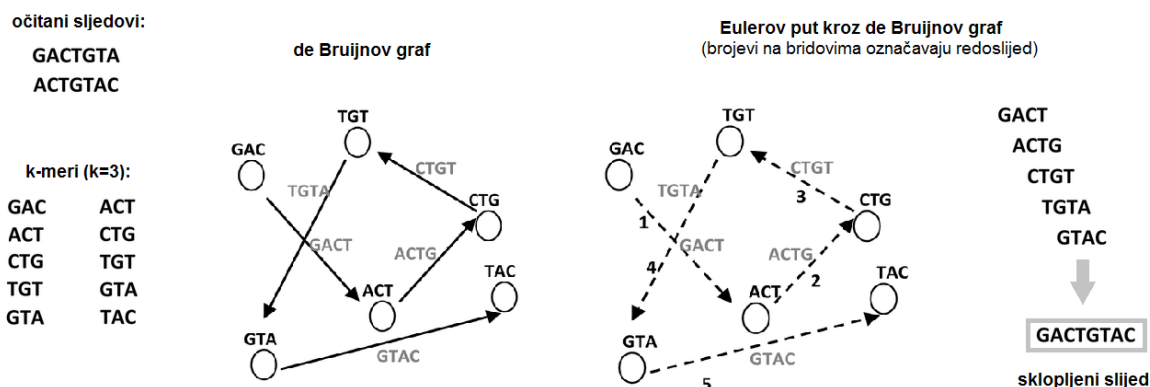 očitani sljedovi:
GACTGTA
ACTGTAC
k-meri (k=3):
GAC ACT
ACT CTG
CTG TGT
TGT GTA
GTA TAC
de Bruijnov graf
TGT
GAC
CTGT
TGTA
CTG
GACT
ACTG
TAC
ACT
GTA
GTAC
Eulerov put kroz de Bruijnov graf
(brojevi na bridovima označavaju redoslijed)
TGT
GAC
CTGT
TGTA
3
CTG
1
GACT
ACTG
4
2
TAC
ACT
GTA
GTAC
5
GACT
ACTG
CTGT
TGTA
GTAC
GACTGTAC
sklopljeni slijed